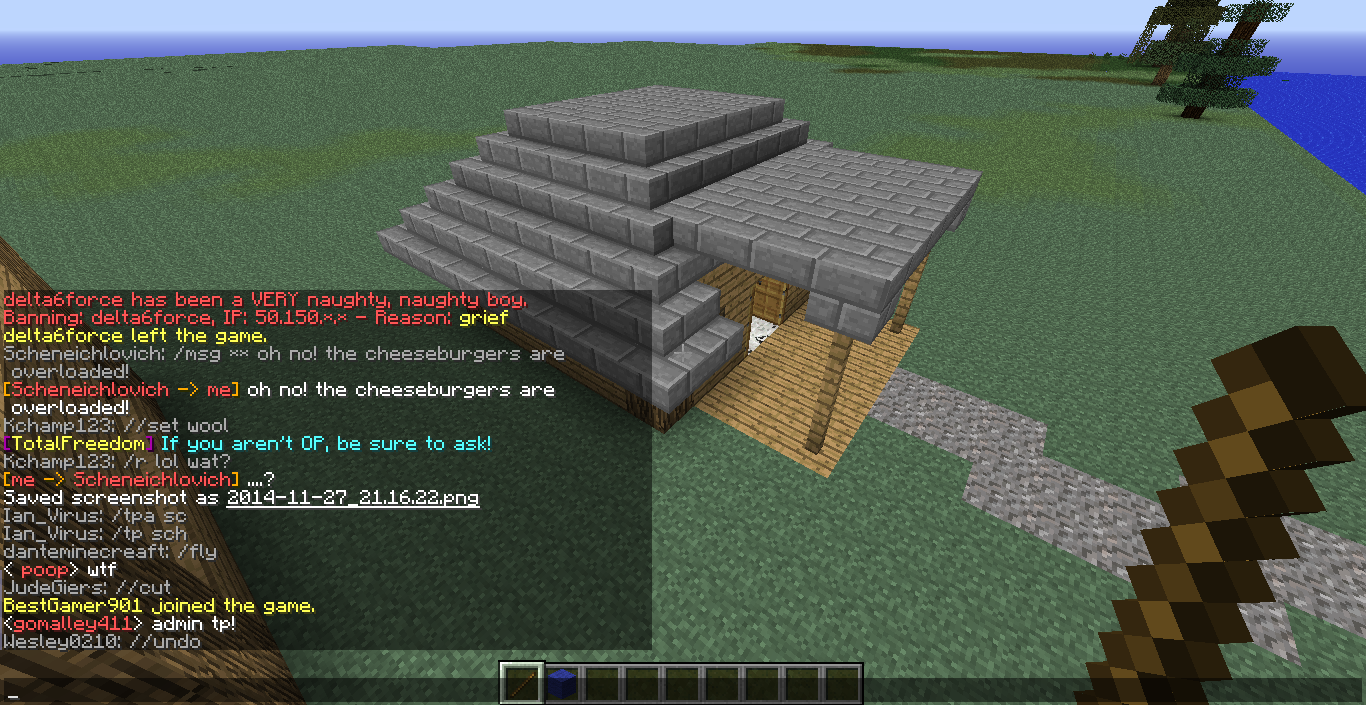 delta6force has been a VERY naughty, naughty boy.
Banning: delta6force, IP: 50.150.*.* - Reason: grief
delta6force left the game.
Scheneichlovich: /msg ** oh no! the cheeseburgers are
overloaded!
[Scheneichlovich -> me] oh no! the cheeseburgers are
overloaded!
Kchamp123: //set wool
[TotalFreedom] If you aren't OP, be sure to ask!
Kchamp123: /r lol wat?
[me -> Scheneichlovich] ....?
Saved screenshot as 2014-11-27_21.16.22.png
Ian_Virus: /tpa sc
Ian_Virus: /tp sch
danteminecreaft: /fly
< poop> wtf
JudeGiers: //cut
BestGamer901 joined the game.
<gomalley411> admin tp!
Wesley0210: //undo
_